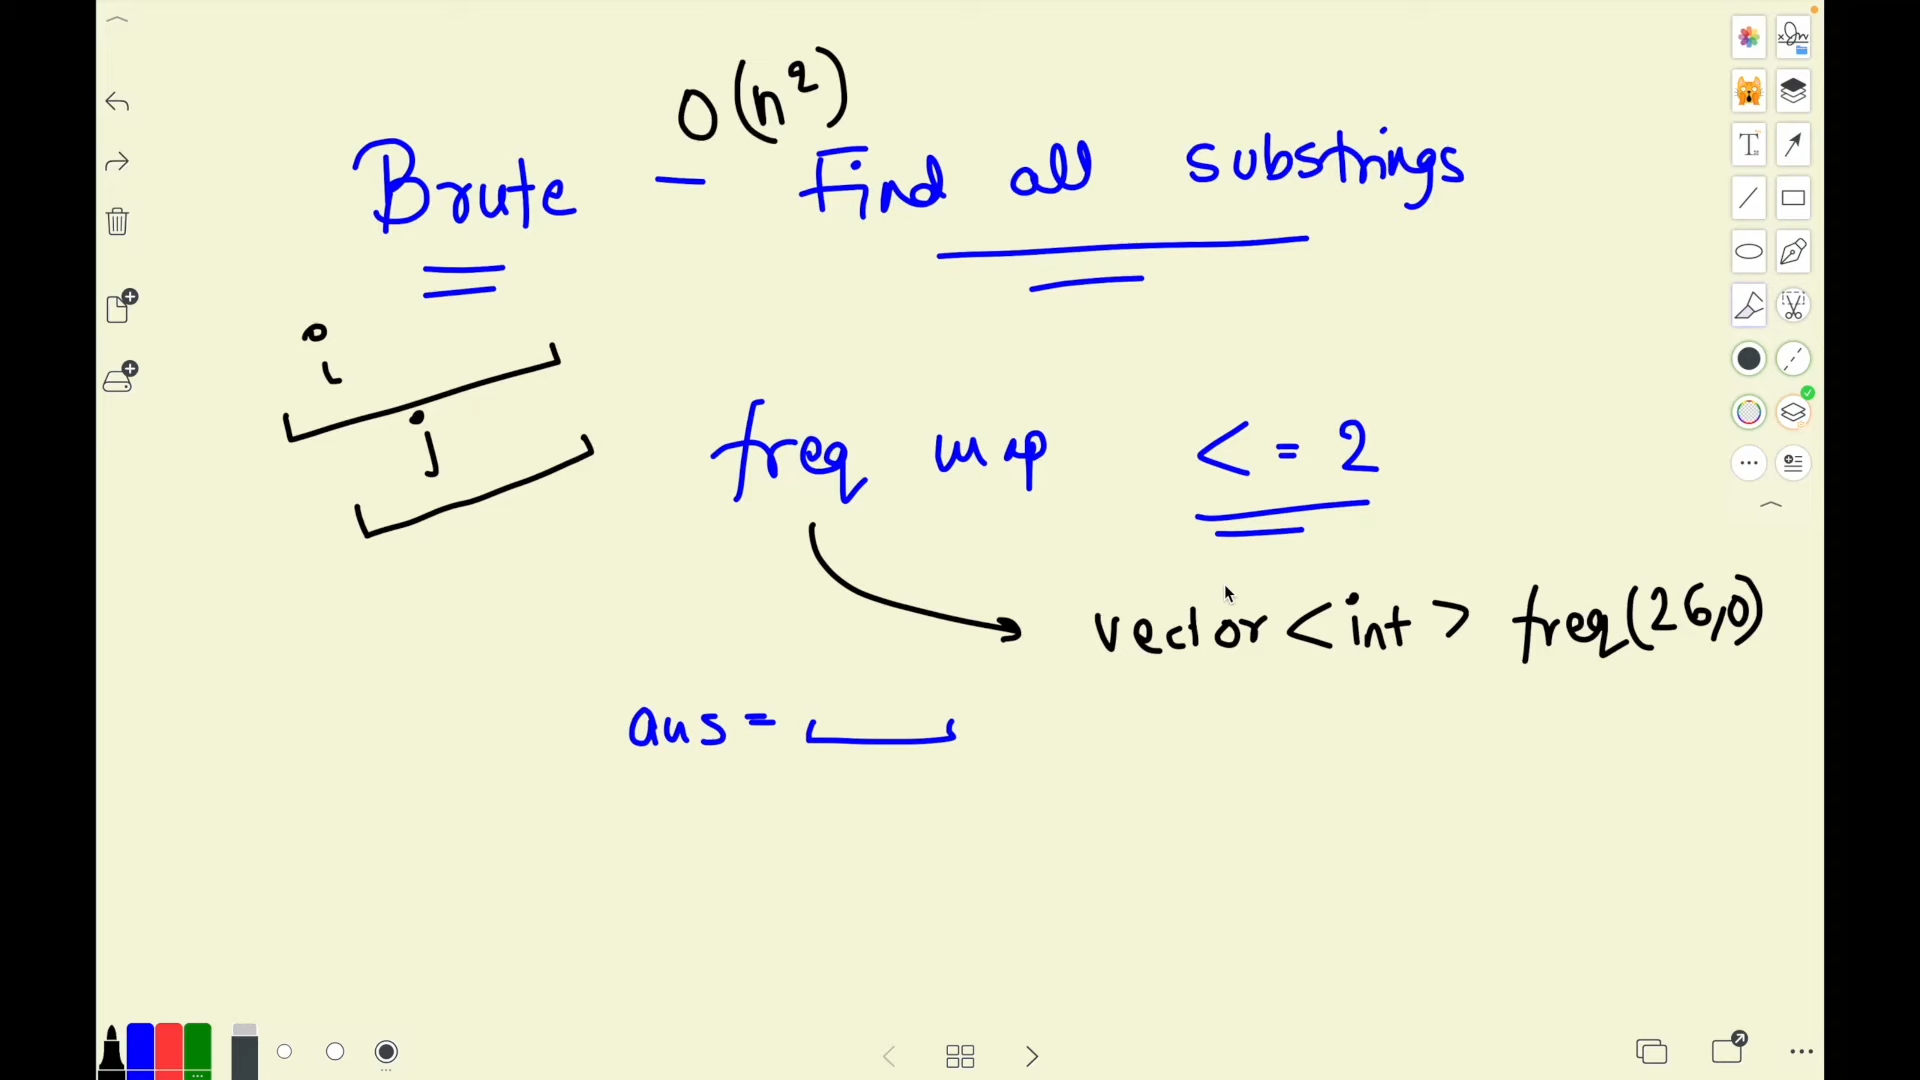 O(n²)
Brute - Find all substrings
i
j
freq map <= 2
vector <int> freq(26,0)
ans =